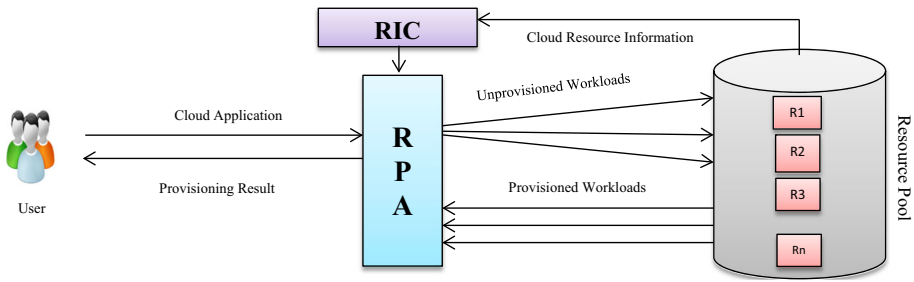 RIC
Cloud Resource Information
Unprovisioned Workloads
Cloud Application
R
P
A
Provisioning Result
Provisioned Workloads
User
R1
R2
R3
Rn
Resource Pool